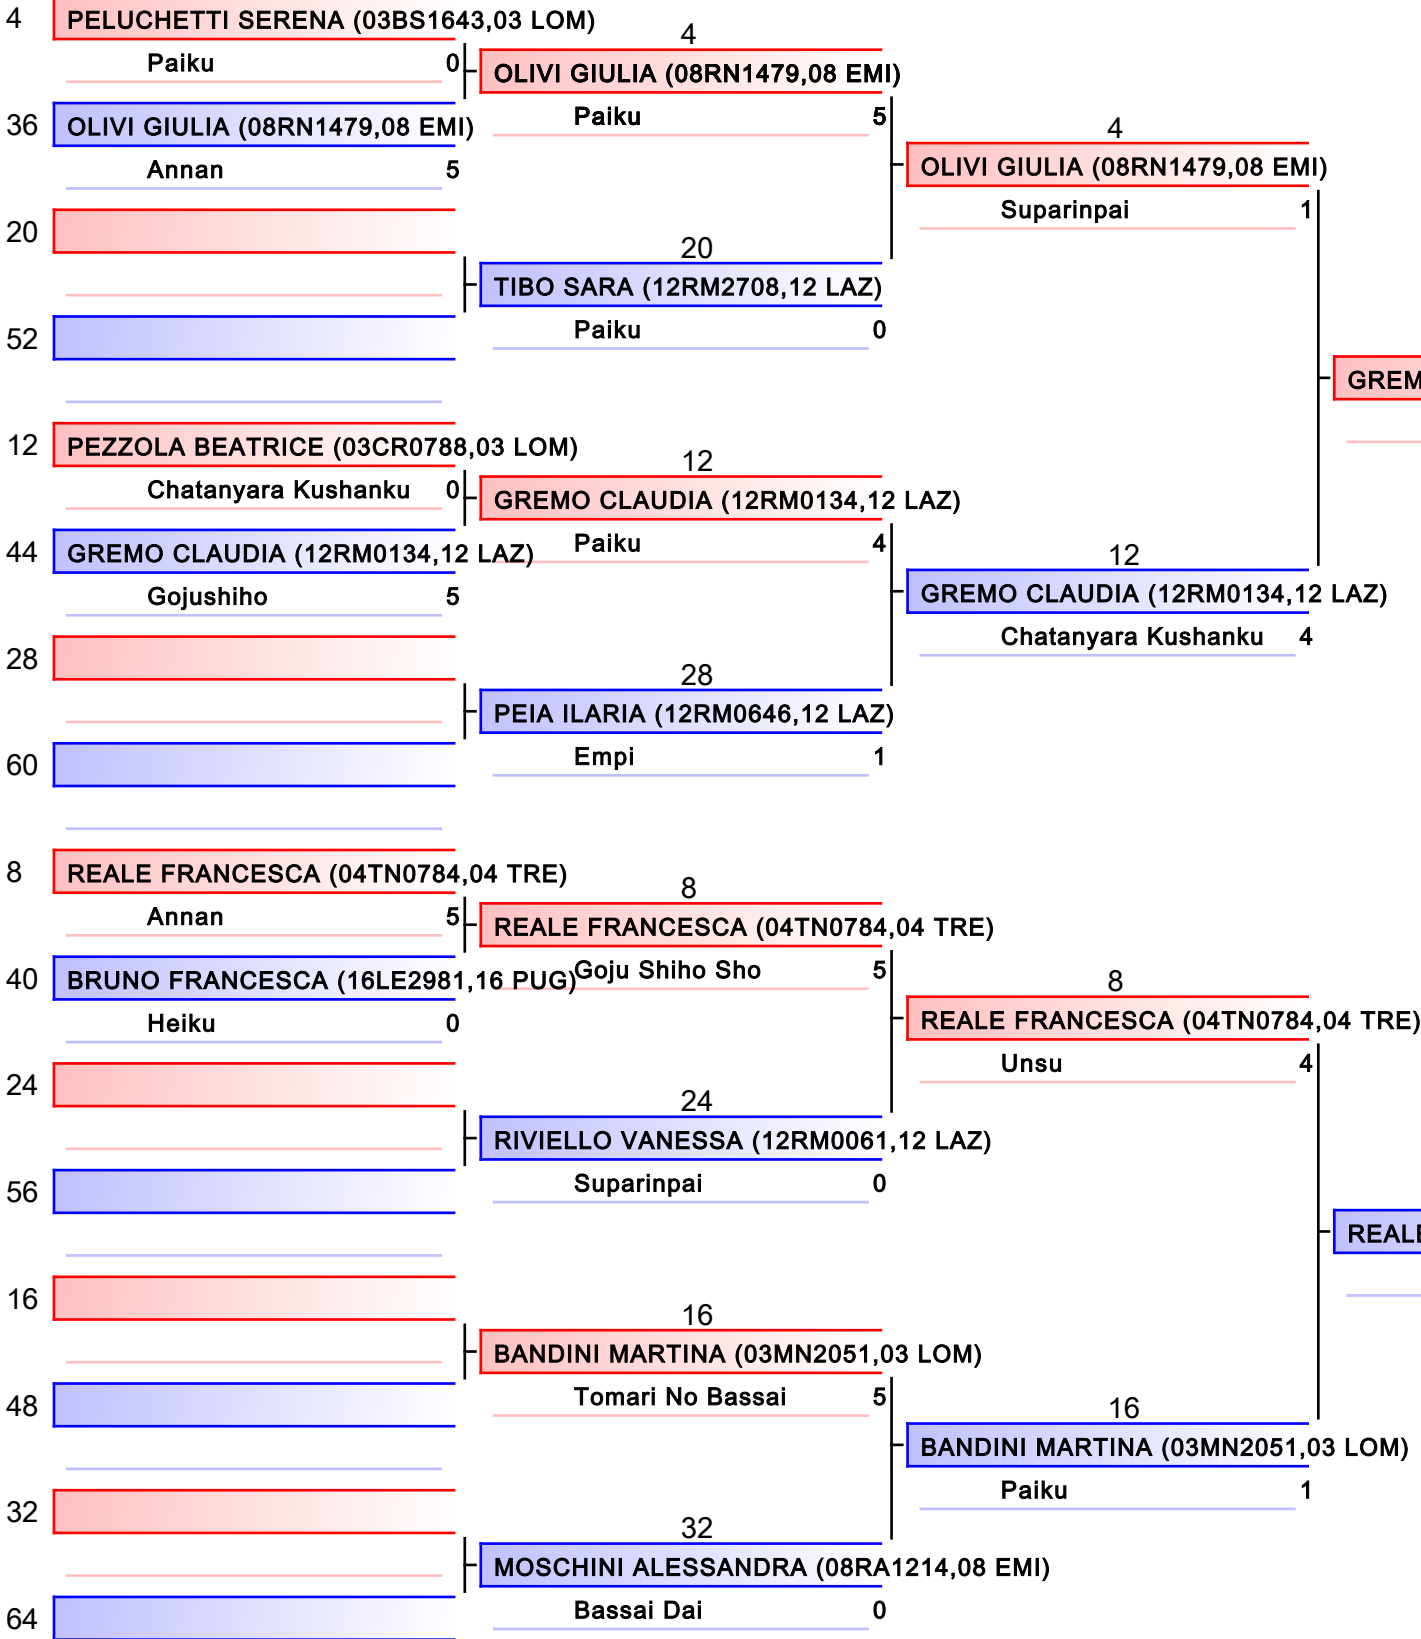 4 PELUCHETTI SERENA (03BS1643,03 LOM)
Paiku 0
36 OLIVI GIULIA (08RN1479,08 EMI)
Annan 5
20
52
12 PEZZOLA BEATRICE (03CR0788,03 LOM)
Chatanyara Kushanku 0
44 GREMO CLAUDIA (12RM0134,12 LAZ)
Gojushiho 5
28
60
8 REALE FRANCESCA (04TN0784,04 TRE)
Annan 5
40 BRUNO FRANCESCA (16LE2981,16 PUG)
Heiku 0
24
56
16
48
32
64
4
OLIVI GIULIA (08RN1479,08 EMI)
Paiku 5
20
TIBO SARA (12RM2708,12 LAZ)
Paiku 0
12
GREMO CLAUDIA (12RM0134,12 LAZ)
Paiku 4
28
PEIA ILARIA (12RM0646,12 LAZ)
Empi 1
8
REALE FRANCESCA (04TN0784,04 TRE)
Goju Shiho Sho 5
24
RIVIELLO VANESSA (12RM0061,12 LAZ)
Suparinpai 0
16
BANDINI MARTINA (03MN2051,03 LOM)
Tomari No Bassai 5
32
MOSCHINI ALESSANDRA (08RA1214,08 EMI)
Bassai Dai 0
4
OLIVI GIULIA (08RN1479,08 EMI)
Suparinpai 1
12
GREMO CLAUDIA (12RM0134,12 LAZ)
Chatanyara Kushanku 4
8
REALE FRANCESCA (04TN0784,04 TRE)
Unsu 4
16
BANDINI MARTINA (03MN2051,03 LOM)
Paiku 1
GREM
REALE